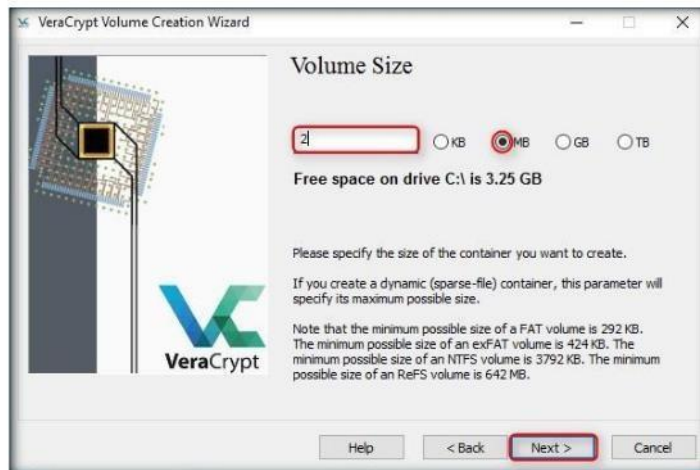 VeraCrypt Volume Creation Wizard
Volume Size
2
KB MB GB TB
Free space on drive C:\ is 3.25 GB
Please specify the size of the container you want to create.
If you create a dynamic (sparse-file) container, this parameter will
specify its maximum possible size.
Note that the minimum possible size of a FAT volume is 292 KB.
The minimum possible size of an exFAT volume is 424 KB. The
minimum possible size of an NTFS volume is 3792 KB. The minimum
possible size of an ReFS volume is 642 MB.
VeraCrypt
Help < Back Next > Cancel